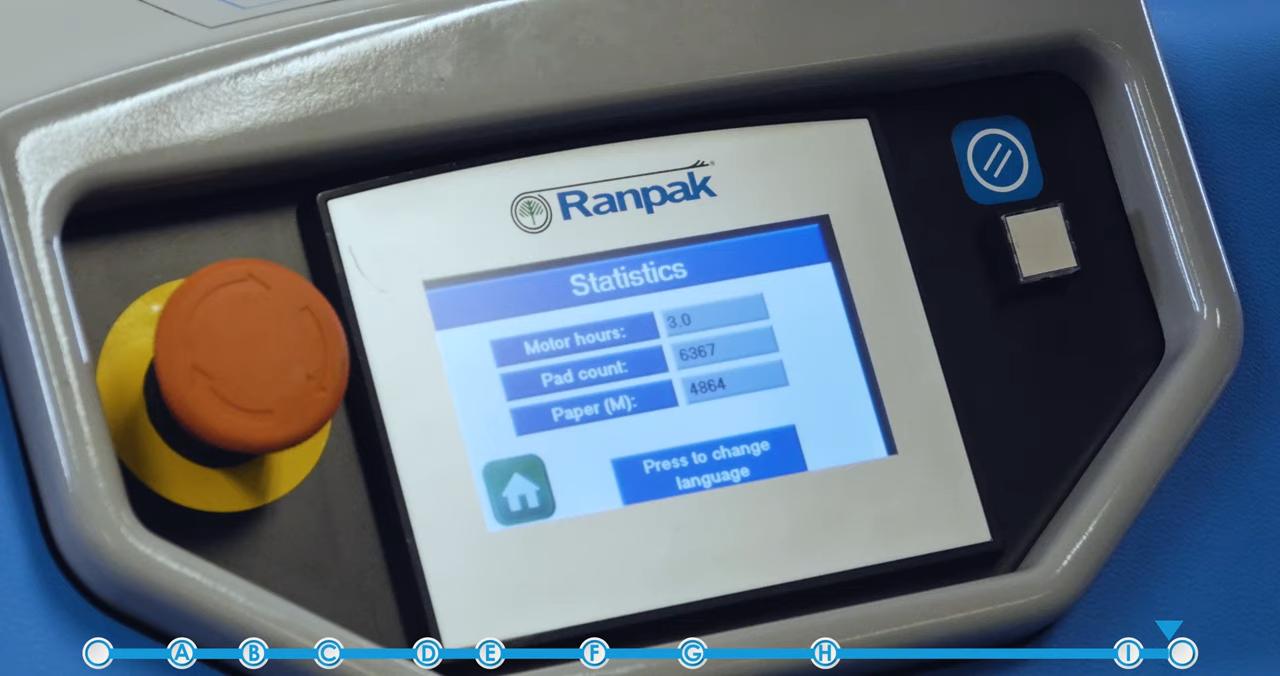 Ranpak
Statistics
Motor hours: 3.0
Pad count: 6367
Paper (M): 4864
Press to change
language
A B C D E F G H I